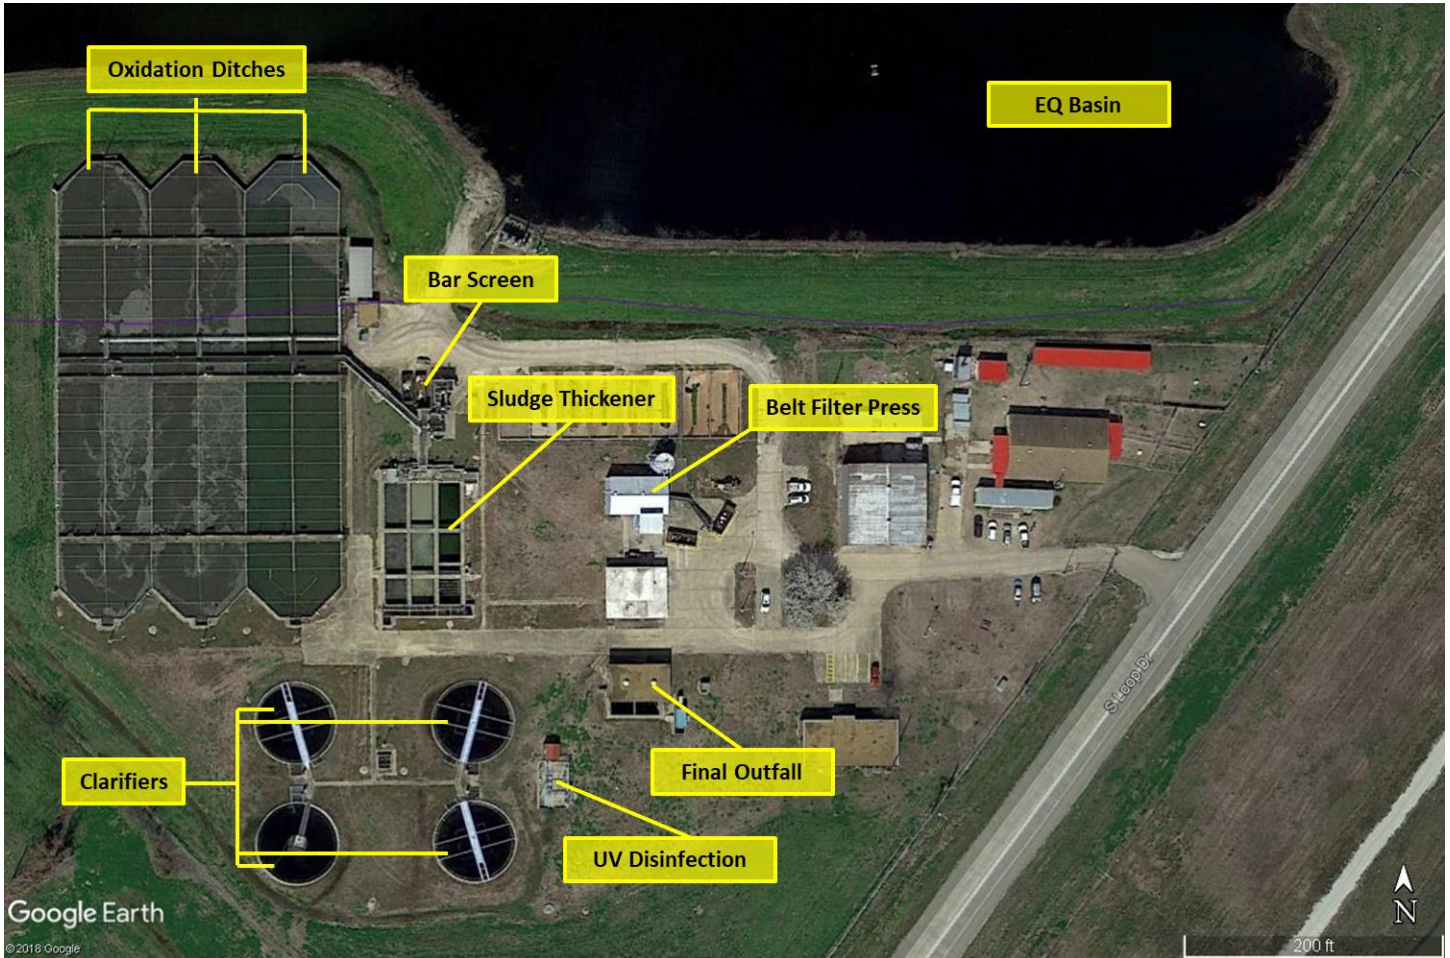 Oxidation Ditches
EQ Basin
Bar Screen
Sludge Thickener
Belt Filter Press
S Loop Dr
Clarifiers
Final Outfall
UV Disinfection
Google Earth
©2018 Google
N
200 ft